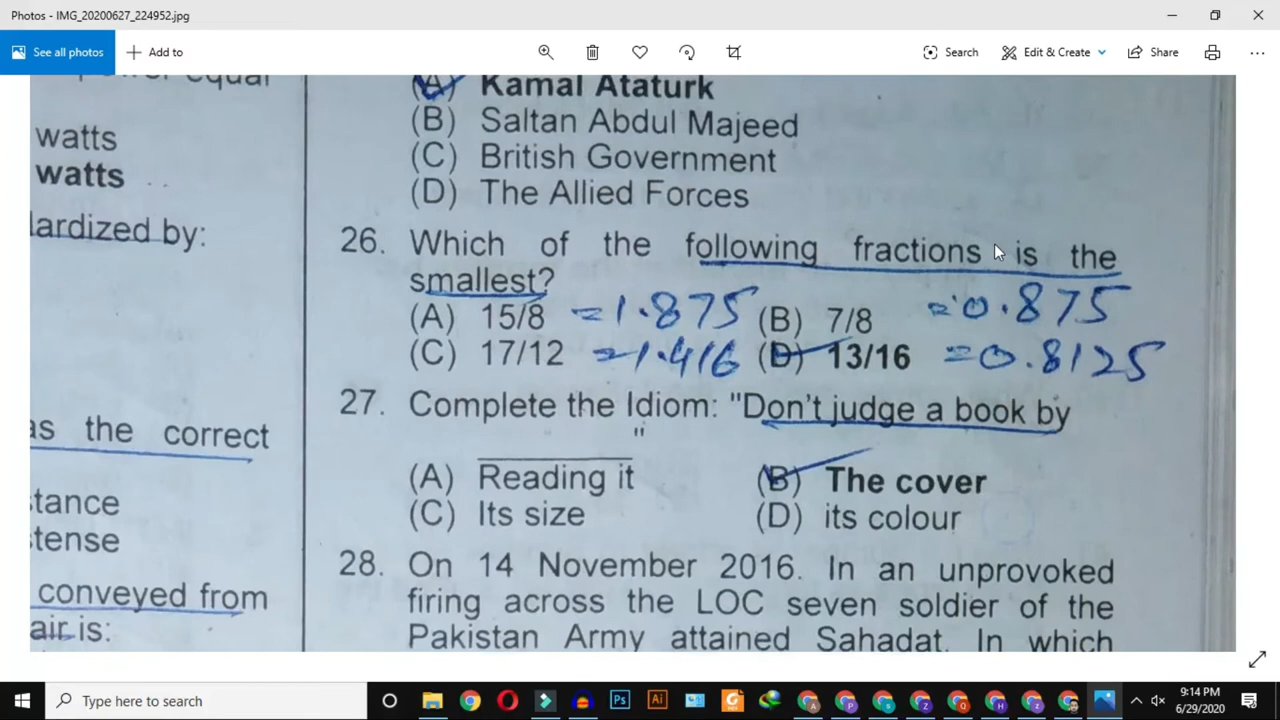 Photos - IMG_20200627_224952.jpg
See all photos
Add to
Search
Edit & Create
Share
equal
watts
watts
lardized by:
as the correct
stance
stense
conveyed from
air is:
(A) Kamal Ataturk
(B) Saltan Abdul Majeed
(C) British Government
(D) The Allied Forces
26. Which of the following fractions is the
smallest?
(A) 15/8 =1.875 (B) 7/8 =0.875
(C) 17/12 =1.416 (D) 13/16 =0.8125
27. Complete the Idiom: "Don't judge a book by
"
(A) Reading it (B) The cover
(C) Its size (D) its colour
28. On 14 November 2016. In an unprovoked
firing across the LOC seven soldier of the
Pakistan Army attained Sahadat. In which
Type here to search
Ps
Ai
9:14 PM
6/29/2020